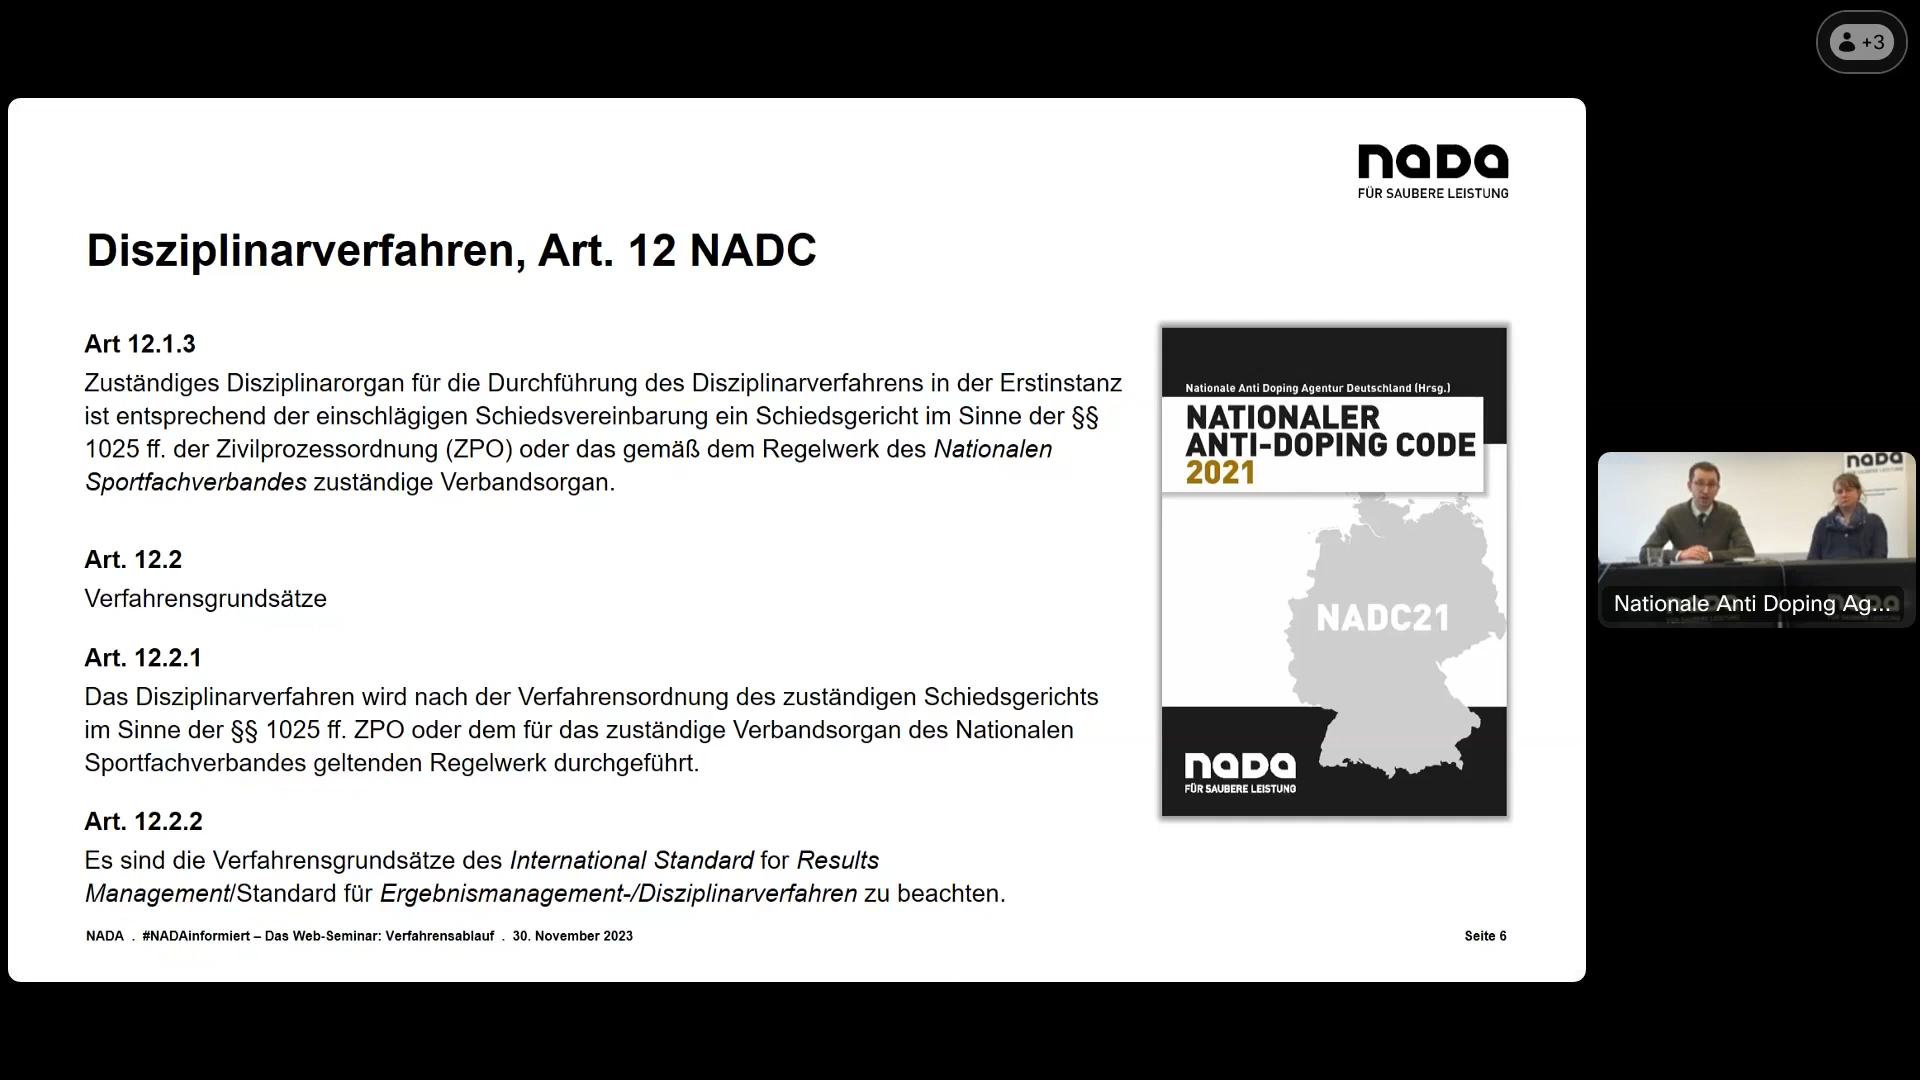 +3
nada
FÜR SAUBERE LEISTUNG
Disziplinarverfahren, Art. 12 NADC
Art 12.1.3
Zuständiges Disziplinarorgan für die Durchführung des Disziplinarverfahrens in der Erstinstanz
ist entsprechend der einschlägigen Schiedsvereinbarung ein Schiedsgericht im Sinne der §§
1025 ff. der Zivilprozessordnung (ZPO) oder das gemäß dem Regelwerk des Nationalen
Sportfachverbandes zuständige Verbandsorgan.
Art. 12.2
Verfahrensgrundsätze
Art. 12.2.1
Das Disziplinarverfahren wird nach der Verfahrensordnung des zuständigen Schiedsgerichts
im Sinne der §§ 1025 ff. ZPO oder dem für das zuständige Verbandsorgan des Nationalen
Sportfachverbandes geltenden Regelwerk durchgeführt.
Art. 12.2.2
Es sind die Verfahrensgrundsätze des International Standard for Results
Management/Standard für Ergebnismanagement-/Disziplinarverfahren zu beachten.
Nationale Anti Doping Agentur Deutschland (Hrsg.)
NATIONALER
ANTI-DOPING CODE
2021
NADC21
nada
FÜR SAUBERE LEISTUNG
NADA . #NADAinformiert – Das Web-Seminar: Verfahrensablauf . 30. November 2023
Seite 6
nada
Nationale Anti Doping Ag...